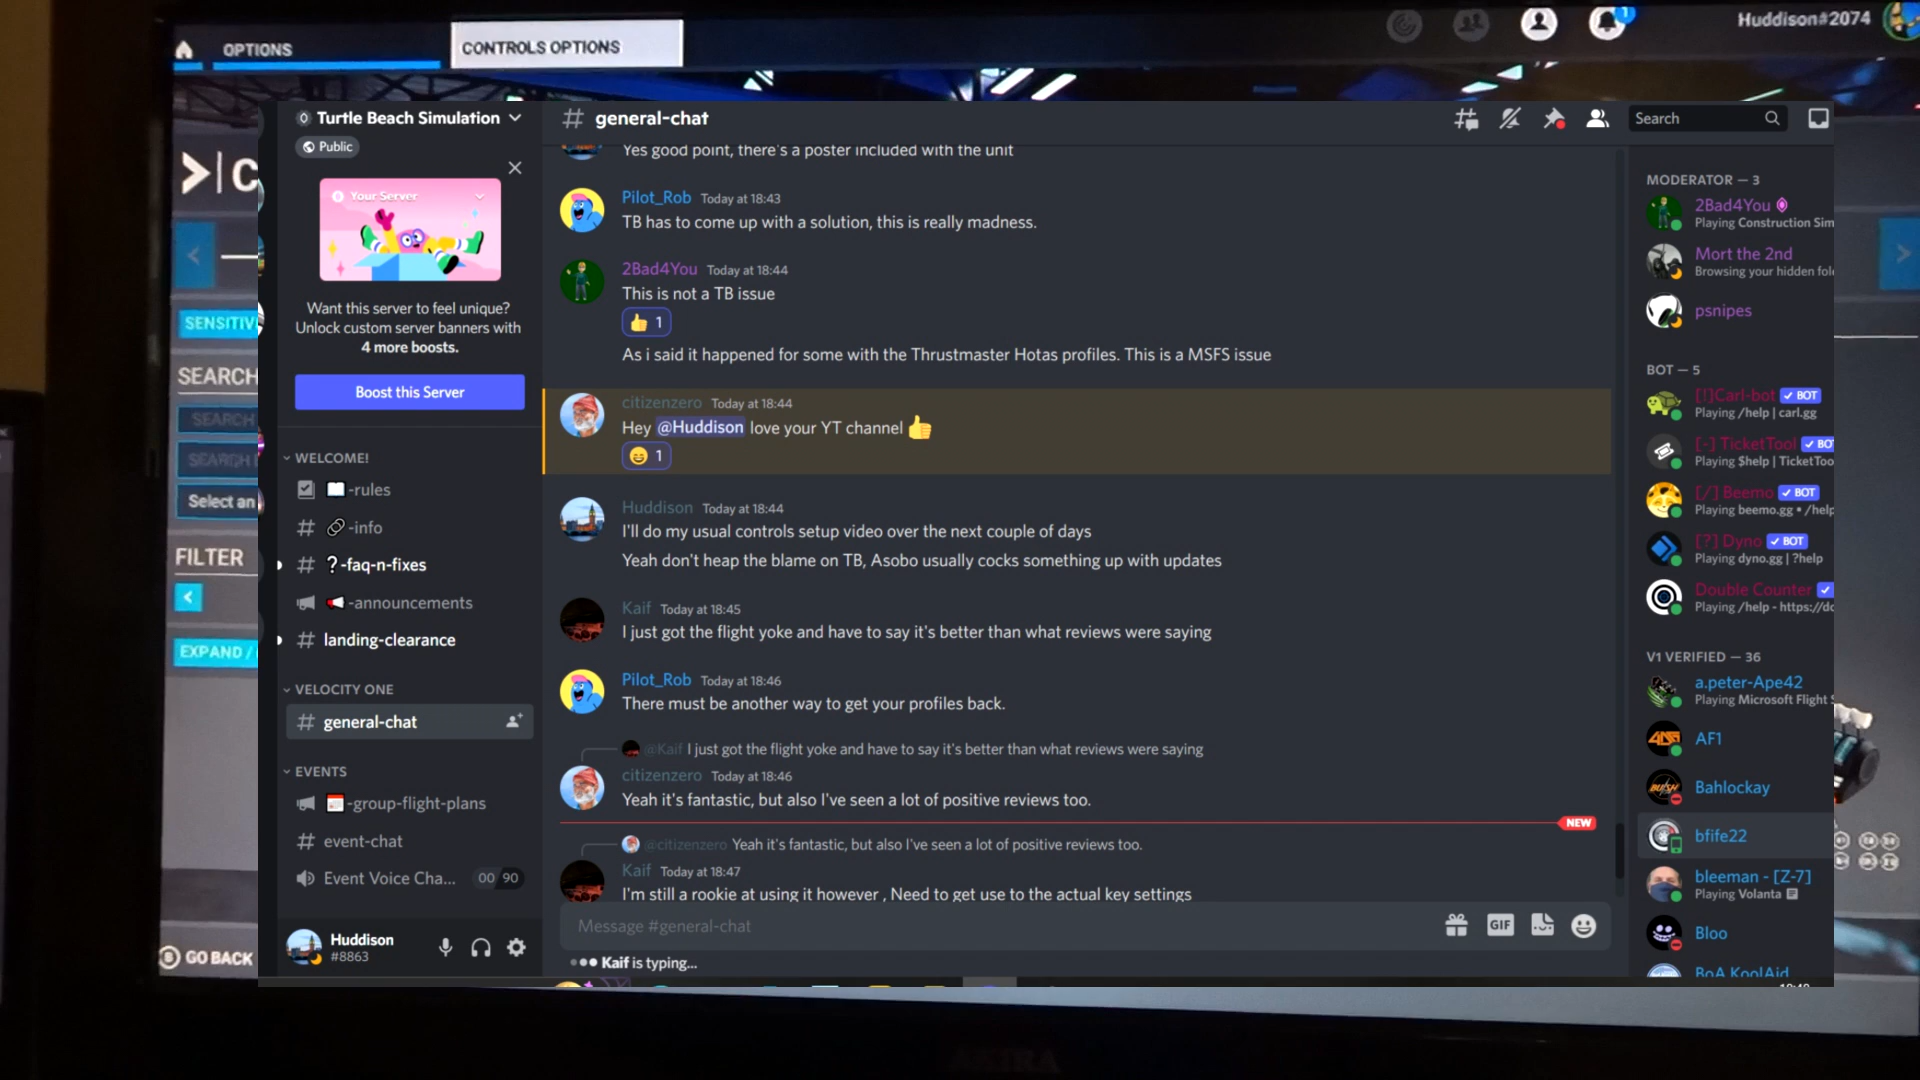 OPTIONS
CONTROLS OPTIONS
1
Huddison#2074
SENSITIV
SEARCH
SEARCH
Select an
FILTER
EXPAND /
GO BACK
Turtle Beach Simulation
Public
Your Server
Want this server to feel unique?
Unlock custom server banners with
4 more boosts.
Boost this Server
WELCOME!
-rules
-info
?-faq-n-fixes
-announcements
landing-clearance
VELOCITY ONE
general-chat
EVENTS
-group-flight-plans
event-chat
Event Voice Cha... 00 90
Huddison
#8863
general-chat
Search
Yes good point, there's a poster included with the unit
Pilot_Rob Today at 18:43
TB has to come up with a solution, this is really madness.
2Bad4You Today at 18:44
This is not a TB issue
1
As i said it happened for some with the Thrustmaster Hotas profiles. This is a MSFS issue
citizenzero Today at 18:44
Hey @Huddison love your YT channel
1
Huddison Today at 18:44
I'll do my usual controls setup video over the next couple of days
Yeah don't heap the blame on TB, Asobo usually cocks something up with updates
Kaif Today at 18:45
I just got the flight yoke and have to say it's better than what reviews were saying
Pilot_Rob Today at 18:46
There must be another way to get your profiles back.
@Kaif I just got the flight yoke and have to say it's better than what reviews were saying
citizenzero Today at 18:46
Yeah it's fantastic, but also I've seen a lot of positive reviews too.
NEW
@citizenzero Yeah it's fantastic, but also I've seen a lot of positive reviews too.
Kaif Today at 18:47
I'm still a rookie at using it however , Need to get use to the actual key settings
Message #general-chat
GIF
Kaif is typing...
MODERATOR — 3
2Bad4You
Playing Construction Sim
Mort the 2nd
Browsing your hidden fol
psnipes
BOT — 5
[!]Carl-bot BOT
Playing /help | carl.gg
[-] TicketTool BO
Playing $help | TicketToo
[/] Beemo BOT
Playing beemo.gg • /help
[?] Dyno BOT
Playing dyno.gg | ?help
Double Counter
Playing /help - https://do
V1 VERIFIED — 36
a.peter-Ape42
Playing Microsoft Flight S
AF1
Bahlockay
bfife22
bleeman - [Z-7]
Playing Volanta
Bloo
BoA KoolAid